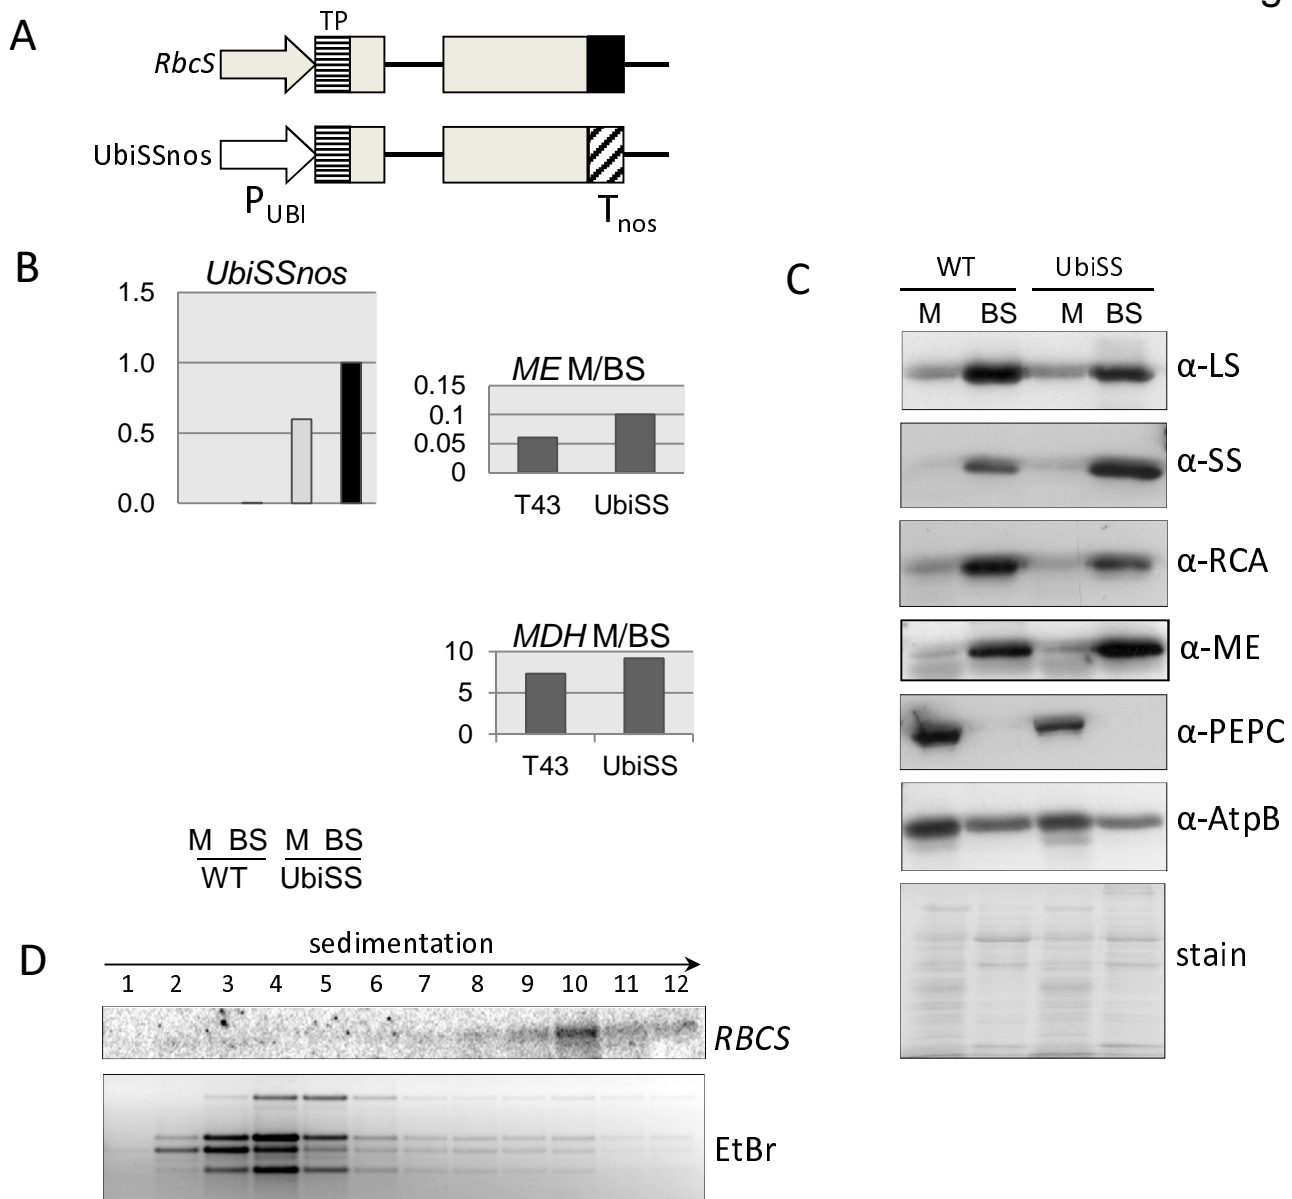 A
TP
RbcS
UbiSSnos
P UBI
T nos
B
UbiSSnos
1.5
1.0
0.5
0.0
ME M/BS
0.15
0.1
0.05
0
T43 UbiSS
MDH M/BS
10
5
0
T43 UbiSS
M BS M BS
WT UbiSS
C
WT UbiSS
M BS M BS
α-LS
α-SS
α-RCA
α-ME
α-PEPC
α-AtpB
stain
D
sedimentation
1 2 3 4 5 6 7 8 9 10 11 12
RBCS
EtBr